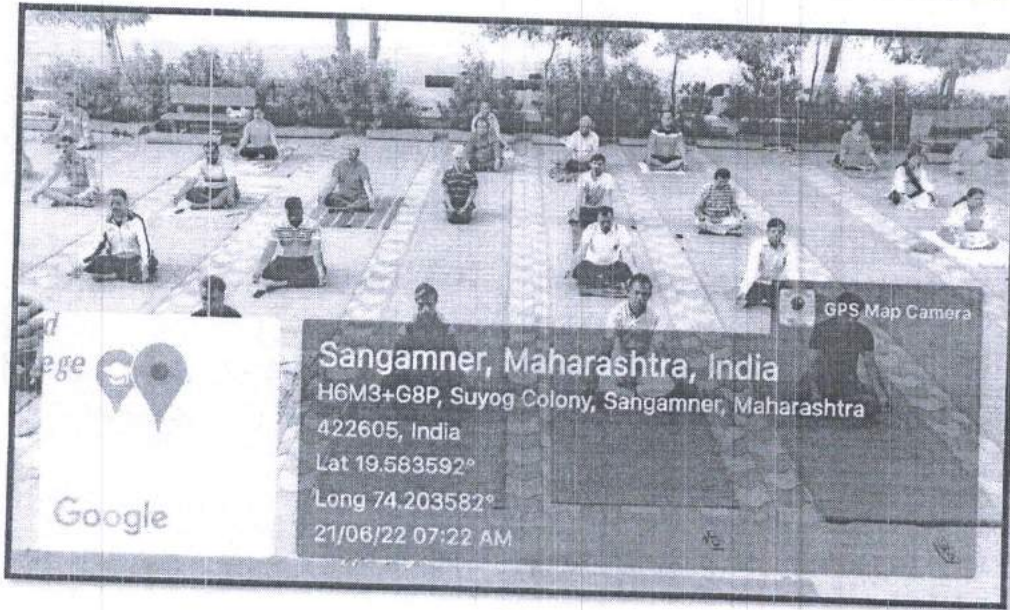 GPS Map Camera
d
ege
Google
Sangamner, Maharashtra, India
H6M3+G8P, Suyog Colony, Sangamner, Maharashtra
422605, India
Lat 19.583592°
Long 74.203582°
21/06/22 07:22 AM